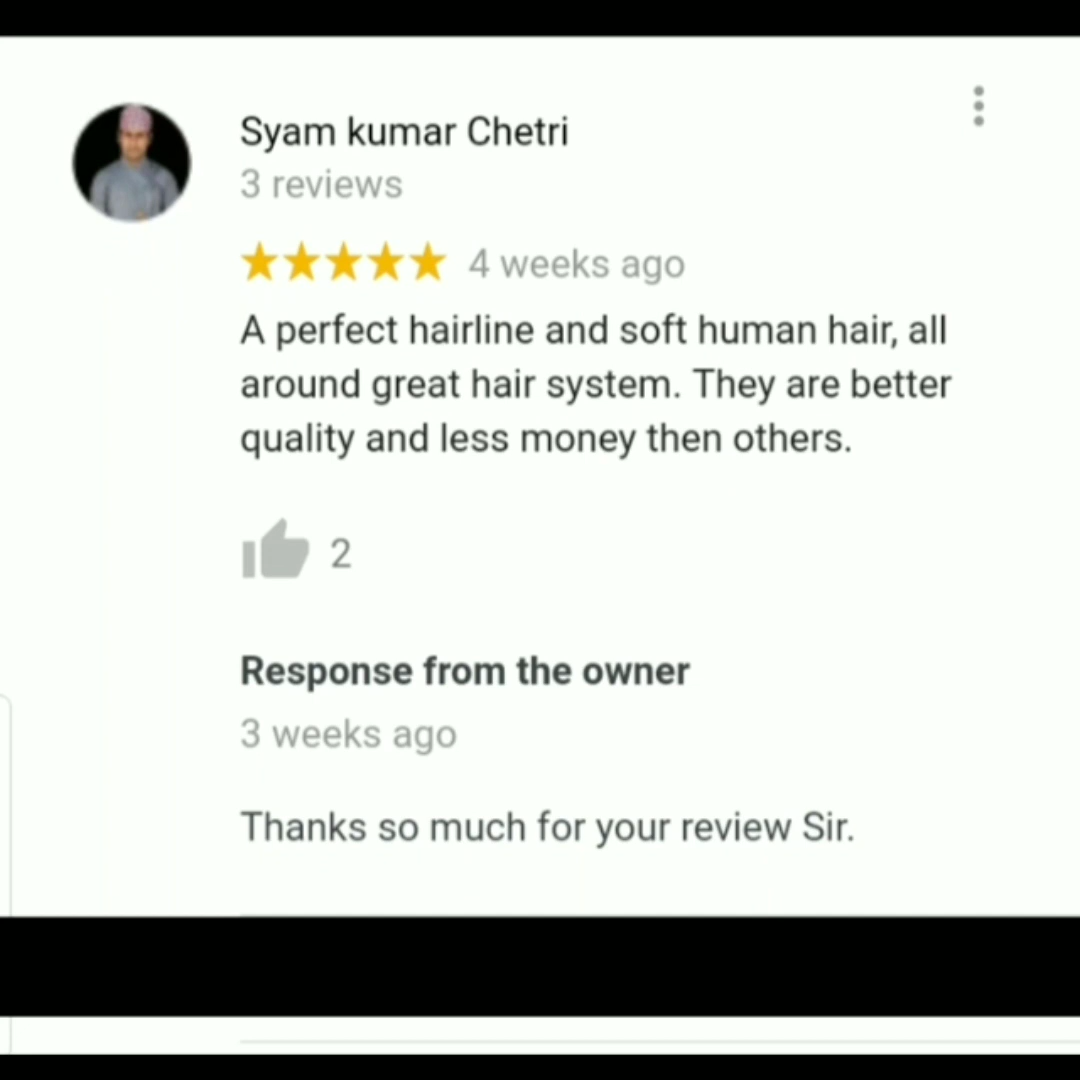 Syam kumar Chetri
3 reviews
4 weeks ago
A perfect hairline and soft human hair, all
around great hair system. They are better
quality and less money then others.
2
Response from the owner
3 weeks ago
Thanks so much for your review Sir.